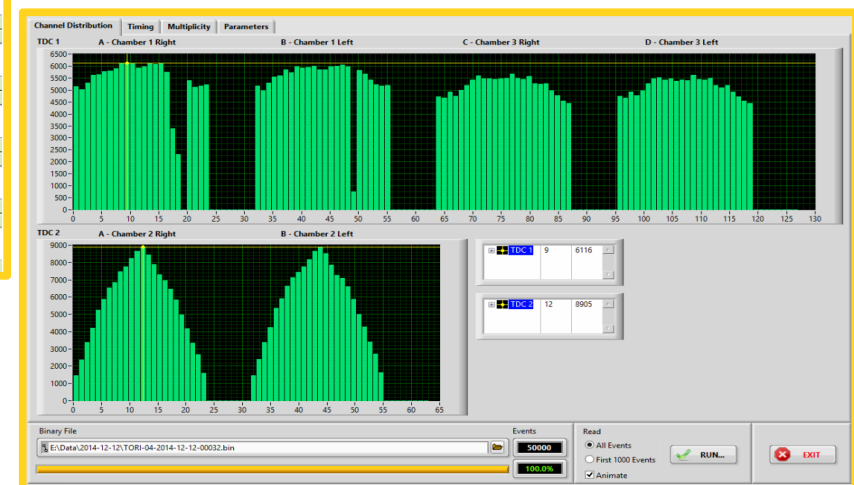 Channel Distribution Timing Multiplicity Parameters
TDC 1 A - Chamber 1 Right B - Chamber 1 Left C - Chamber 3 Right D - Chamber 3 Left
6500
6000
5500
5000
4500
4000
3500
3000
2500
2000
1500
1000
500
0
0 5 10 15 20 25 30 35 40 45 50 55 60 65 70 75 80 85 90 95 100 105 110 115 120 125 130
TDC 2 A - Chamber 2 Right B - Chamber 2 Left
9000
8000
7000
6000
5000
4000
3000
2000
1000
0
0 5 10 15 20 25 30 35 40 45 50 55 60 65
TDC 1 9 6116
TDC 2 12 8905
Binary File Events Read
E:\Data\2014-12-12\TORI-04-2014-12-12-00032.bin 50000 All Events
First 1000 Events RUN... EXIT
100.0% Animate